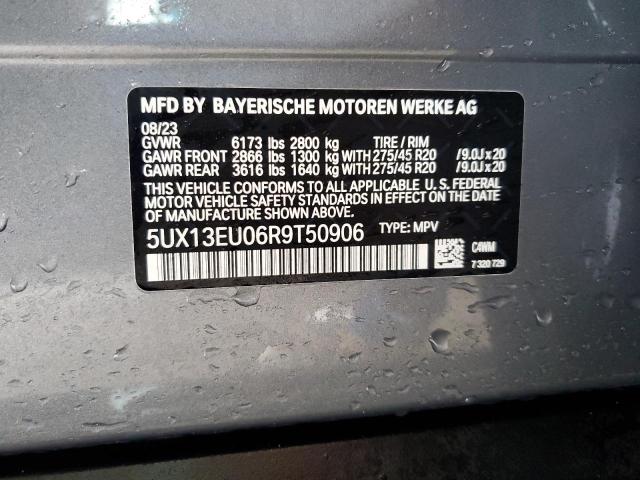 MFD BY BAYERISCHE MOTOREN WERKE AG
08/23
GVWR 6173 lbs 2800 kg TIRE / RIM
GAWR FRONT 2866 lbs 1300 kg WITH 275/45 R20 /9.0J x 20
GAWR REAR 3616 lbs 1640 kg WITH 275/45 R20 /9.0J x 20
THIS VEHICLE CONFORMS TO ALL APPLICABLE U. S. FEDERAL
MOTOR VEHICLE SAFETY STANDARDS IN EFFECT ON THE DATE
OF MANUFACTURE SHOWN ABOVE.
5UX13EU06R9T50906 TYPE: MPV
C4WM
7 320 729